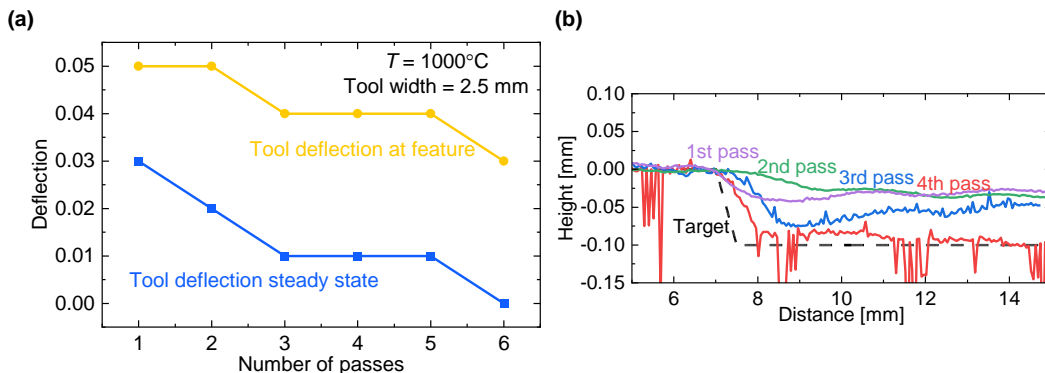 (a)
T = 1000°C
Tool width = 2.5 mm
Tool deflection at feature
Tool deflection steady state
0.05
0.04
0.03
0.02
0.01
0.00
Deflection
1 2 3 4 5 6
Number of passes
(b)
0.10
0.05
0.00
-0.05
-0.10
-0.15
Height [mm]
1st pass
2nd pass
3rd pass
4th pass
Target
6 8 10 12 14
Distance [mm]